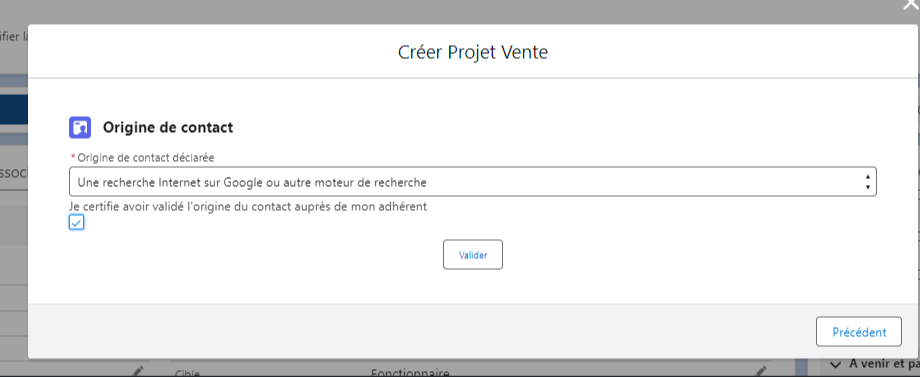 ifier la
Créer Projet Vente
Origine de contact
* Origine de contact déclarée
ssoci
Une recherche Internet sur Google ou autre moteur de recherche
Je certifie avoir validé l'origine du contact auprès de mon adhérent
Valider
Précédent
Cible
Fonctionnaire
A venir et pa